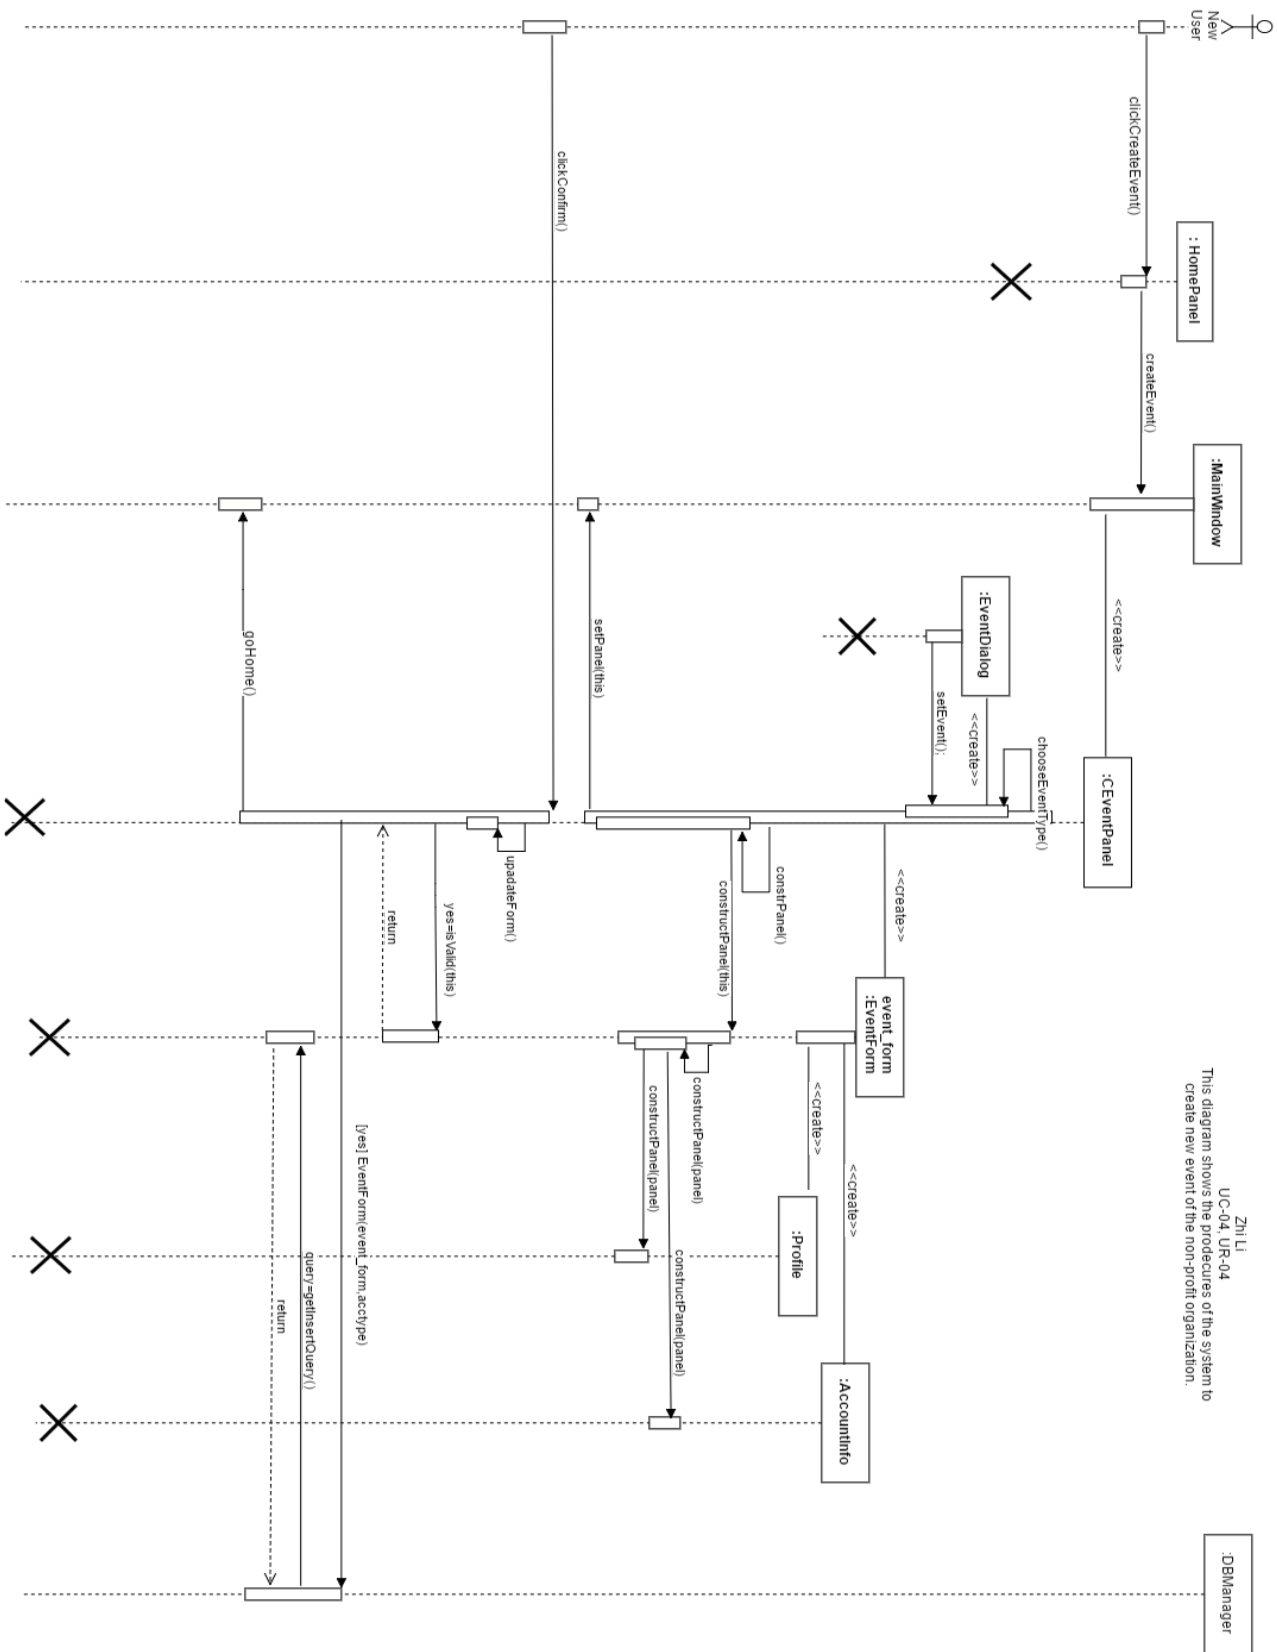 Zhi Li
UC-04, UR-04
This diagram shows the prodecures of the system to
create new event of the non-profit organization.
New
User
: HomePanel
:MainWindow
:EventDialog
:CEventPanel
event_form
:EventForm
:Profile
:AccountInfo
:DBManager
clickCreateEvent()
createEvent()
<<create>>
chooseEventType()
<<create>>
setEvent();
<<create>>
<<create>>
<<create>>
constrPanel()
constructPanel(this)
constructPanel(panel)
constructPanel(panel)
constructPanel(panel)
setPanel(this)
clickConfirm()
upadateForm()
yes=isValid(this)
return
[yes] EventForm(event_form,acctype)
query=getInsertQuery()
return
goHome()